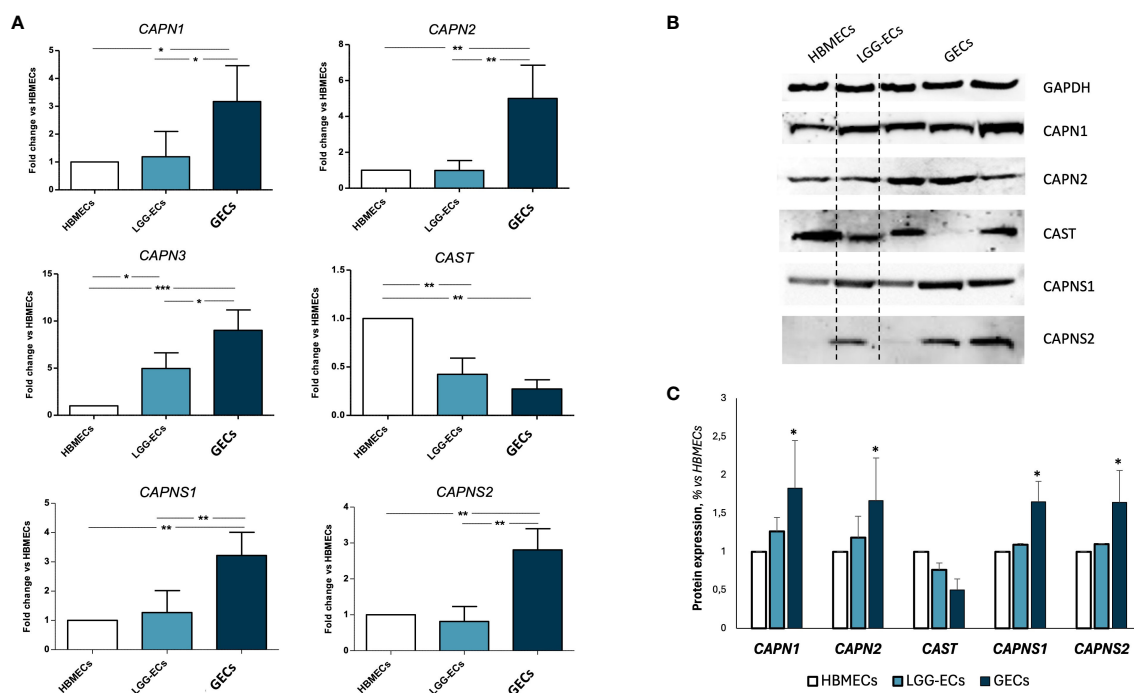 A
CAPN1
Fold change vs HBMECs
5
4
3
2
1
0
*
*
HBMECs
LGG-ECs
GECs
CAPN2
Fold change vs HBMECs
8
6
4
2
0
**
**
HBMECs
LGG-ECs
GECs
CAPN3
Fold change vs HBMECs
15
10
5
0
*
***
*
HBMECs
LGG-ECs
GECs
CAST
Fold change vs HBMECs
1.5
1.0
0.5
0.0
**
**
HBMECs
LGG-ECs
GECs
CAPNS1
Fold change vs HBMECs
5
4
3
2
1
0
**
**
HBMECs
LGG-ECs
GECs
CAPNS2
Fold change vs HBMECs
4
3
2
1
0
**
**
HBMECs
LGG-ECs
GECs
B
HBMECs
LGG-ECs
GECs
GAPDH
CAPN1
CAPN2
CAST
CAPNS1
CAPNS2
C
Protein expression, % vs HBMECs
3
2,5
2
1,5
1
0,5
0
*
*
*
*
CAPN1
CAPN2
CAST
CAPNS1
CAPNS2
HBMECs
LGG-ECs
GECs